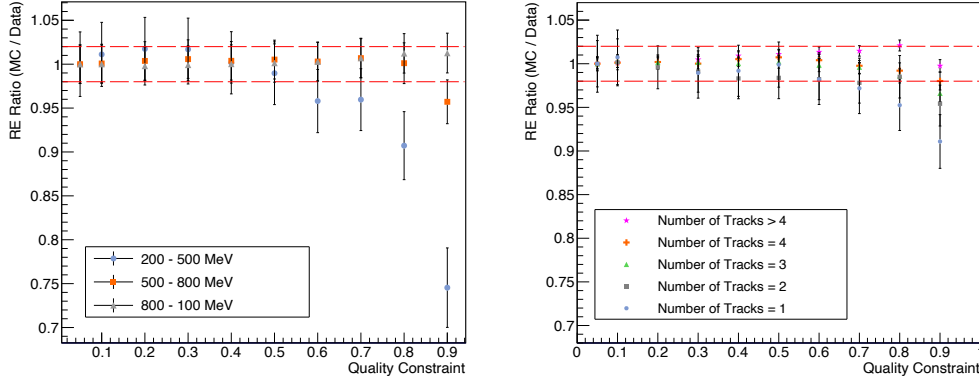 RE Ratio (MC / Data)
1.05
1
0.95
0.9
0.85
0.8
0.75
0.7
200 - 500 MeV
500 - 800 MeV
800 - 100 MeV
0.1 0.2 0.3 0.4 0.5 0.6 0.7 0.8 0.9
Quality Constraint
RE Ratio (MC / Data)
1.05
1
0.95
0.9
0.85
0.8
0.75
0.7
Number of Tracks > 4
Number of Tracks = 4
Number of Tracks = 3
Number of Tracks = 2
Number of Tracks = 1
0 0.1 0.2 0.3 0.4 0.5 0.6 0.7 0.8 0.9
Quality Constraint